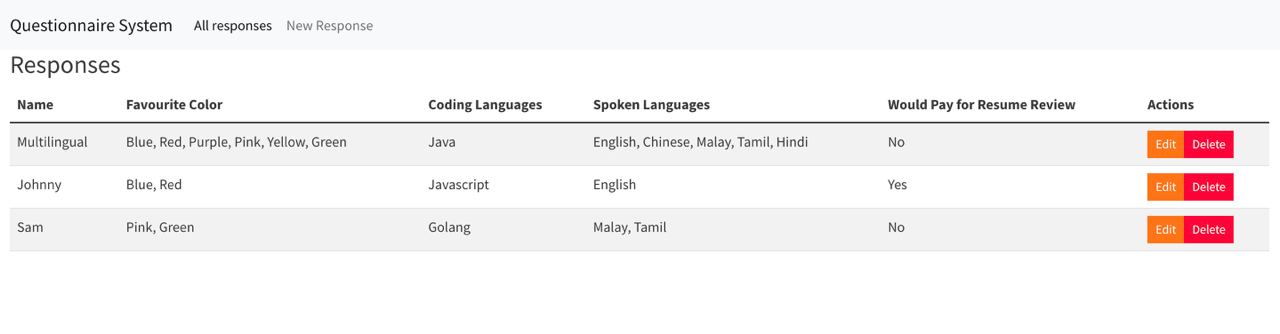 Questionnaire System All responses New Response
Responses
Name Favourite Color Coding Languages Spoken Languages Would Pay for Resume Review Actions
Multilingual Blue, Red, Purple, Pink, Yellow, Green Java English, Chinese, Malay, Tamil, Hindi No Edit Delete
Johnny Blue, Red Javascript English Yes Edit Delete
Sam Pink, Green Golang Malay, Tamil No Edit Delete